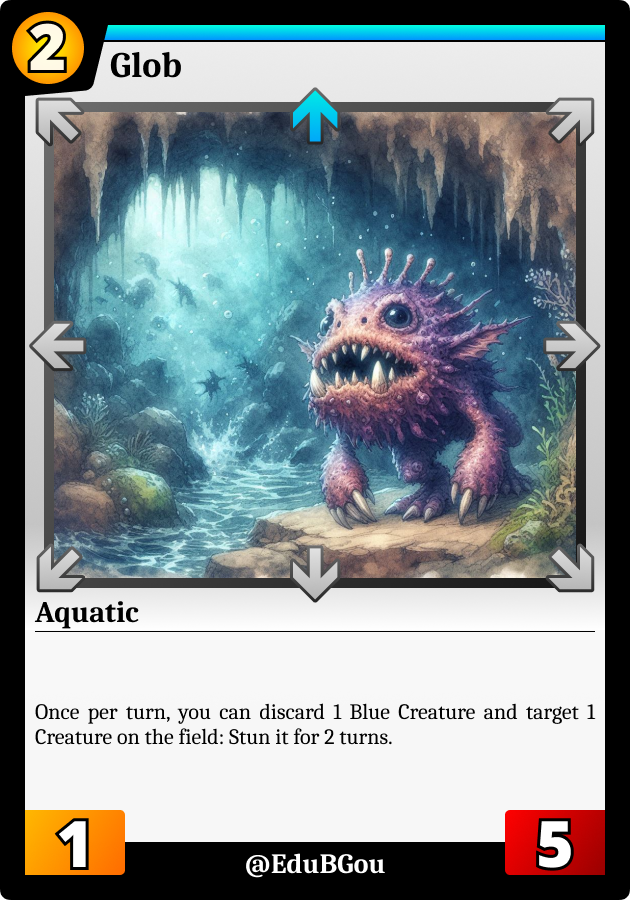 2
Glob
Aquatic
Once per turn, you can discard 1 Blue Creature and target 1
Creature on the field: Stun it for 2 turns.
1
@EduBGou
5